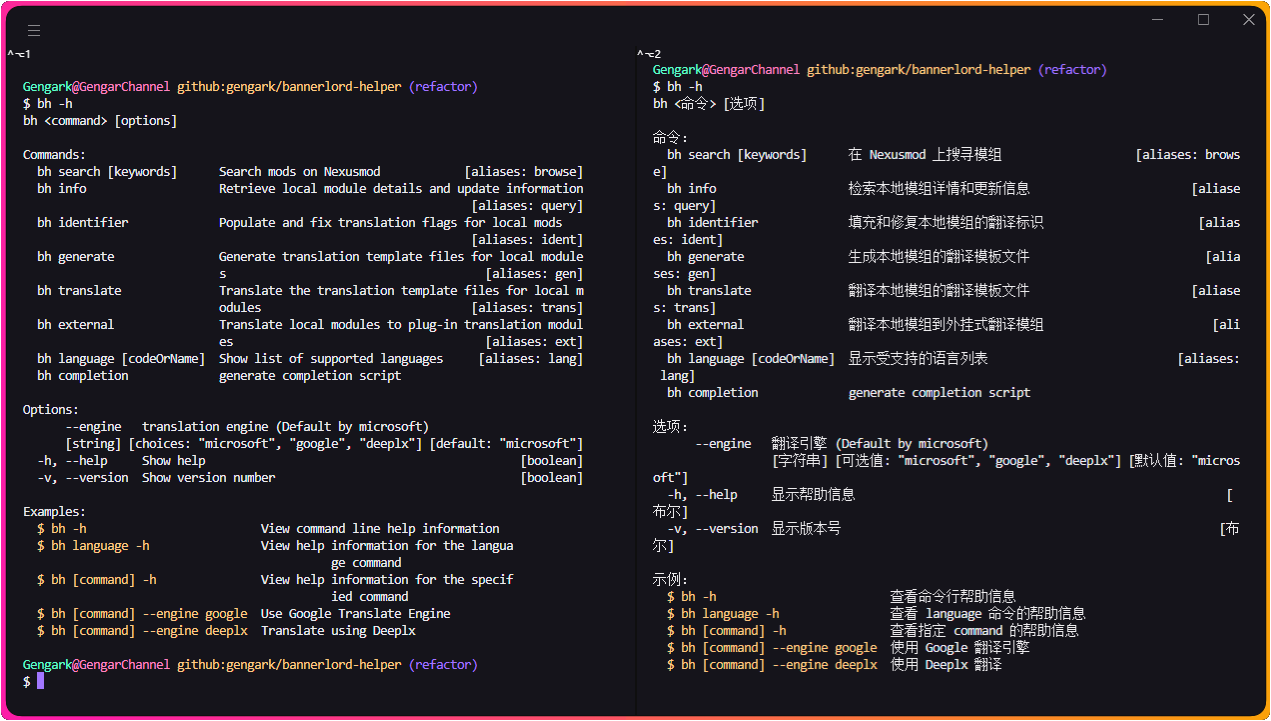 ^⌥1
Gengark@GengarChannel github:gengark/bannerlord-helper (refactor)
$ bh -h
bh <command> [options]
Commands:
bh search [keywords] Search mods on Nexusmod [aliases: browse]
bh info Retrieve local module details and update information
[aliases: query]
bh identifier Populate and fix translation flags for local mods
[aliases: ident]
bh generate Generate translation template files for local module
s [aliases: gen]
bh translate Translate the translation template files for local m
odules [aliases: trans]
bh external Translate local modules to plug-in translation modul
es [aliases: ext]
bh language [codeOrName] Show list of supported languages [aliases: lang]
bh completion generate completion script
Options:
--engine translation engine (Default by microsoft)
[string] [choices: "microsoft", "google", "deeplx"] [default: "microsoft"]
-h, --help Show help [boolean]
-v, --version Show version number [boolean]
Examples:
$ bh -h View command line help information
$ bh language -h View help information for the langua
ge command
$ bh [command] -h View help information for the specif
ied command
$ bh [command] --engine google Use Google Translate Engine
$ bh [command] --engine deeplx Translate using Deeplx
Gengark@GengarChannel github:gengark/bannerlord-helper (refactor)
$
^⌥2
Gengark@GengarChannel github:gengark/bannerlord-helper (refactor)
$ bh -h
bh <命令> [选项]
命令:
bh search [keywords] 在 Nexusmod 上搜寻模组 [aliases: brows
e]
bh info 检索本地模组详情和更新信息 [aliase
s: query]
bh identifier 填充和修复本地模组的翻译标识 [alias
es: ident]
bh generate 生成本地模组的翻译模板文件 [alia
ses: gen]
bh translate 翻译本地模组的翻译模板文件 [aliase
s: trans]
bh external 翻译本地模组到外挂式翻译模组 [ali
ases: ext]
bh language [codeOrName] 显示受支持的语言列表 [aliases:
lang]
bh completion generate completion script
选项:
--engine 翻译引擎 (Default by microsoft)
[字符串] [可选值: "microsoft", "google", "deeplx"] [默认值: "micros
oft"]
-h, --help 显示帮助信息 [
布尔]
-v, --version 显示版本号 [布
尔]
示例:
$ bh -h 查看命令行帮助信息
$ bh language -h 查看 language 命令的帮助信息
$ bh [command] -h 查看指定 command 的帮助信息
$ bh [command] --engine google 使用 Google 翻译引擎
$ bh [command] --engine deeplx 使用 Deeplx 翻译